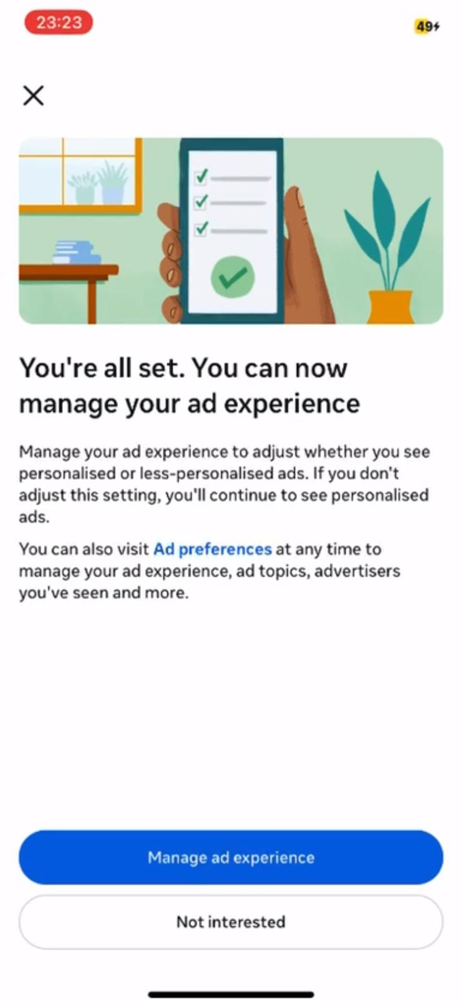 23:23
49
You're all set. You can now
manage your ad experience
Manage your ad experience to adjust whether you see
personalised or less-personalised ads. If you don't
adjust this setting, you'll continue to see personalised
ads.
You can also visit Ad preferences at any time to
manage your ad experience, ad topics, advertisers
you've seen and more.
Manage ad experience
Not interested